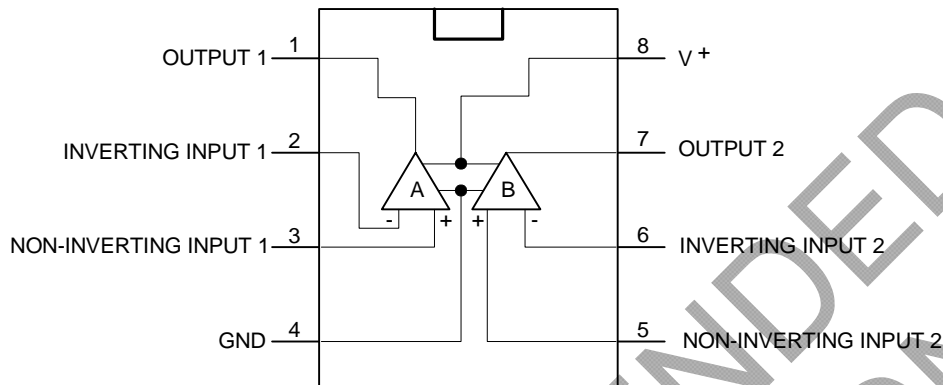 1
OUTPUT 1
8
V +
2
INVERTING INPUT 1
7
OUTPUT 2
A
B
-
+
+
-
3
NON-INVERTING INPUT 1
6
INVERTING INPUT 2
4
GND
5
NON-INVERTING INPUT 2